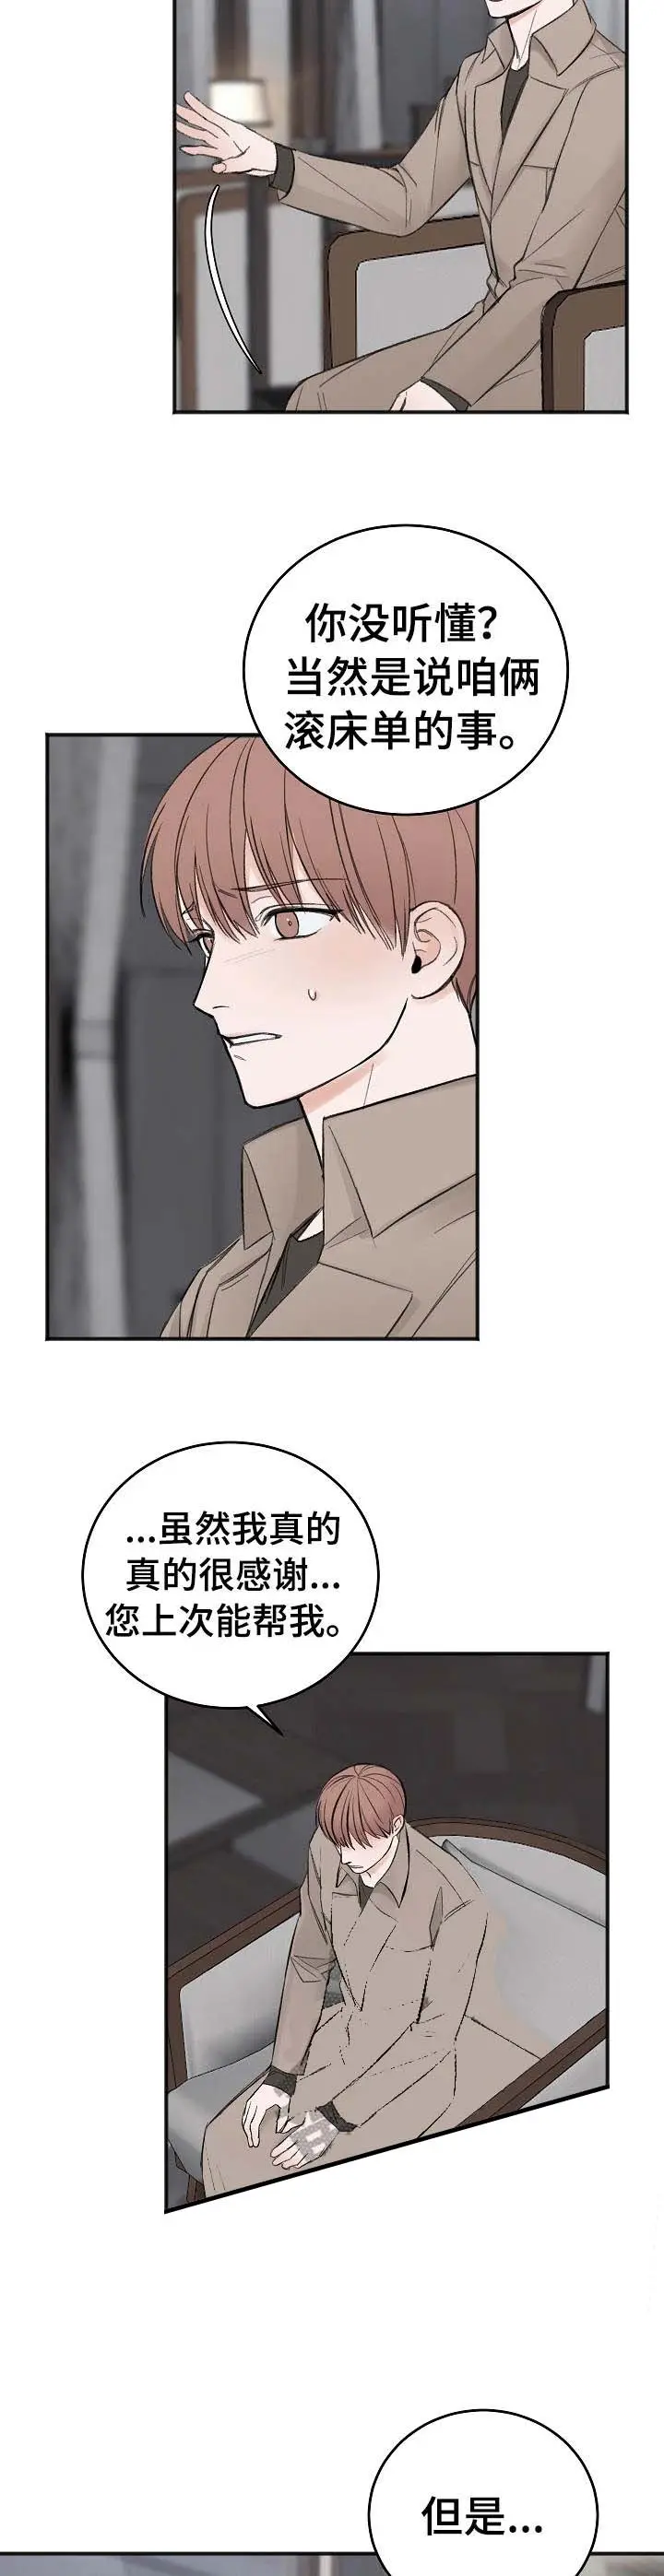 你没听懂？
当然是说咱俩
滚床单的事。
...虽然我真的
真的很感谢...
您上次能帮我。
但是...